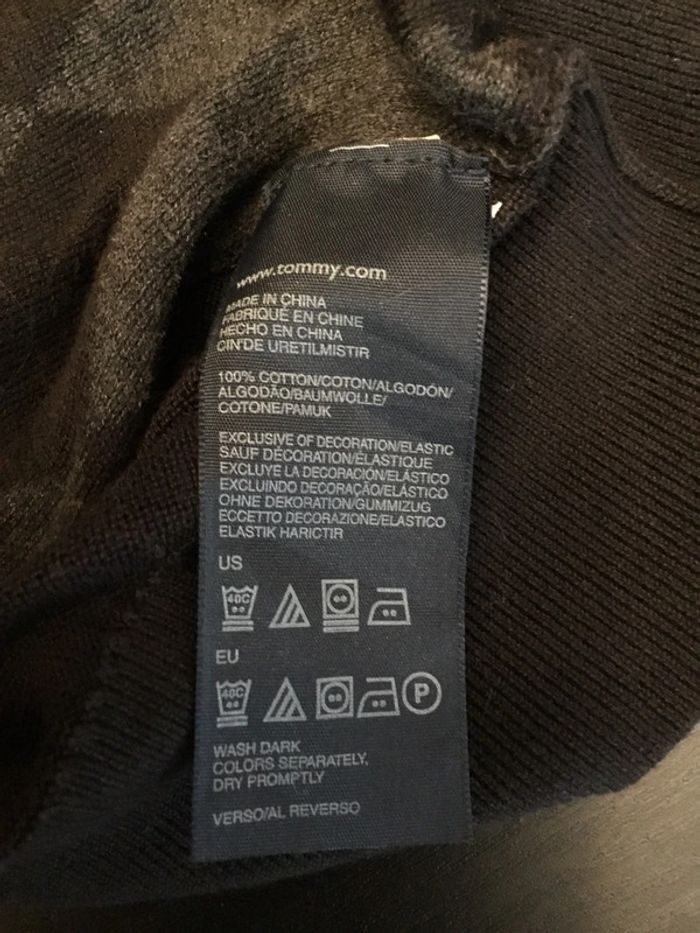 www.tommy.com
MADE IN CHINA
FABRIQUÉ EN CHINE
HECHO EN CHINA
CIN'DE URETILMISTIR
100% COTTON/COTON/ALGODÓN/
ALGODÃO/BAUMWOLLE/
COTONE/PAMUK
EXCLUSIVE OF DECORATION/ELASTIC
SAUF DÉCORATION/ÉLASTIQUE
EXCLUYE LA DECORACIÓN/ELÁSTICO
EXCLUINDO DECORAÇÃO/ELÁSTICO
OHNE DEKORATION/GUMMIZUG
ECCETTO DECORAZIONE/ELASTICO
ELASTIK HARICTIR
US
40C
EU
40C P
WASH DARK
COLORS SEPARATELY,
DRY PROMPTLY
VERSO/AL REVERSO